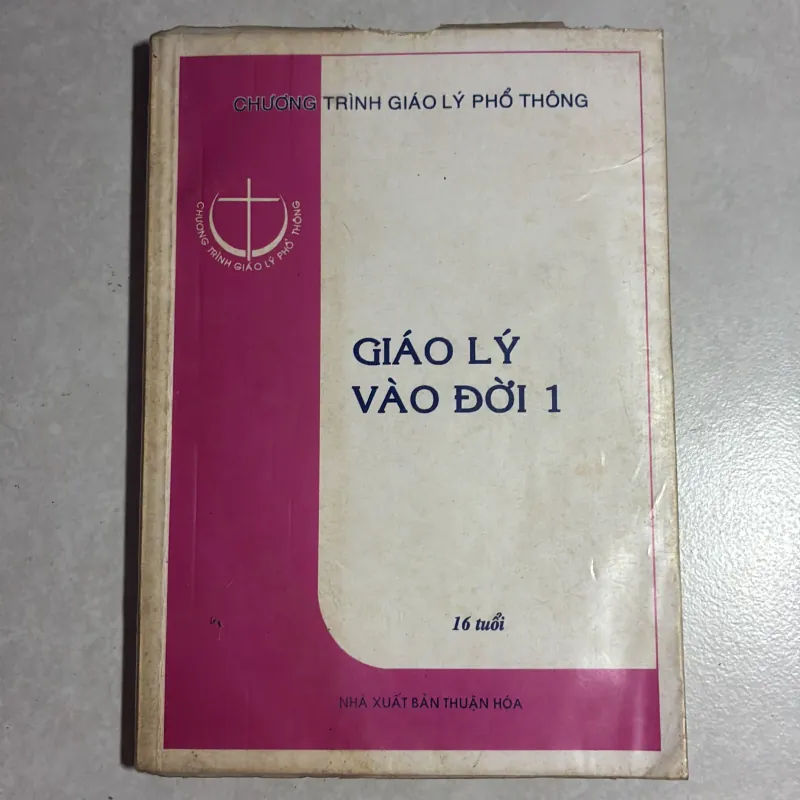 CHƯƠNG TRÌNH GIÁO LÝ PHỔ THÔNG
CHƯƠNG TRÌNH GIÁO LÝ PHỔ THÔNG
GIÁO LÝ
VÀO ĐỜI 1
16 tuổi
NHÀ XUẤT BẢN THUẬN HÓA